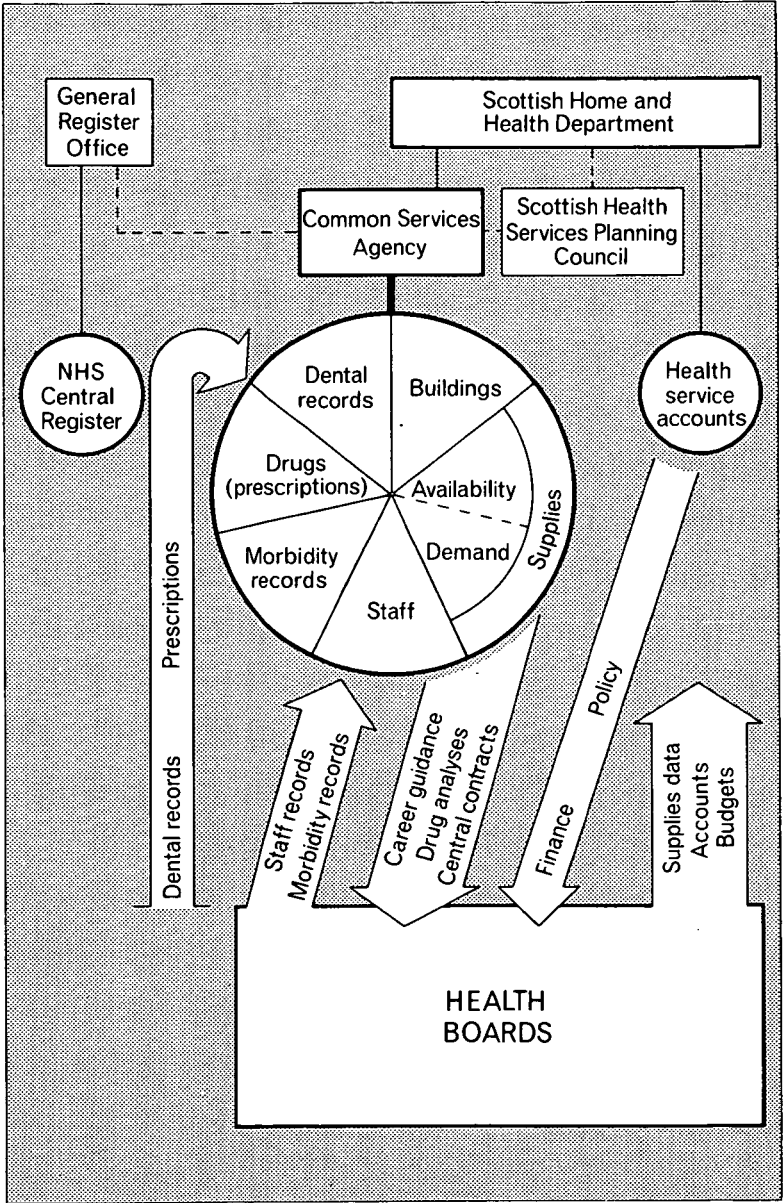 General
Register
Office
Scottish Home and
Health Department
Common Services
Agency
Scottish Health
Services Planning
Council
NHS
Central
Register
Health
service
accounts
Dental
records
Buildings
Drugs
(prescriptions)
Availability
Demand
Supplies
Morbidity
records
Staff
Prescriptions
Dental records
Staff records
Morbidity records
Career guidance
Drug analyses
Central contracts
Policy
Finance
Supplies data
Accounts
Budgets
HEALTH
BOARDS